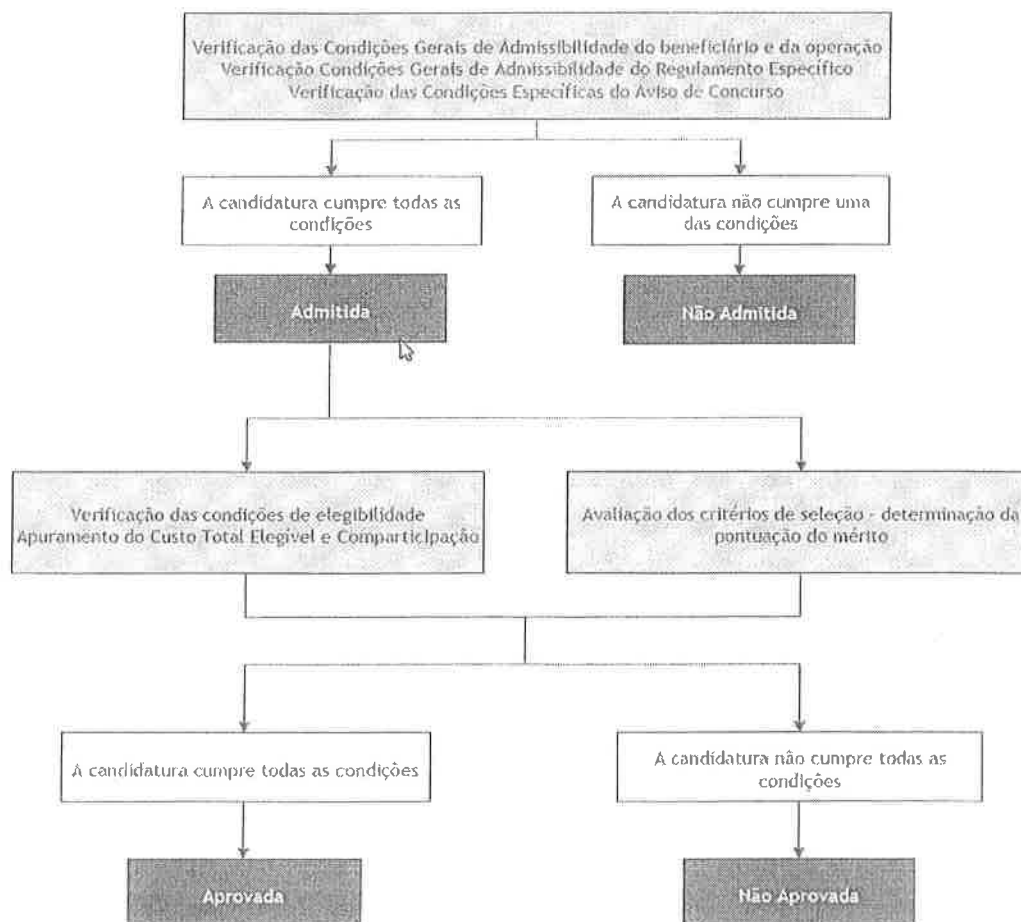 Verificação das Condições Gerais de Admissibilidade do beneficiário e da operação
Verificação Condições Gerais de Admissibilidade do Regulamento Específico
Verificação das Condições Específicas do Aviso de Concurso
A candidatura cumpre todas as
condições
A candidatura não cumpre uma
das condições
Admitida
Não Admitida
Verificação das condições de elegibilidade
Apuramento do Custo Total Elegível e Comparticipação
Avaliação dos critérios de seleção - determinação da
pontuação do mérito
A candidatura cumpre todas as condições
A candidatura não cumpre todas as
condições
Aprovada
Não Aprovada